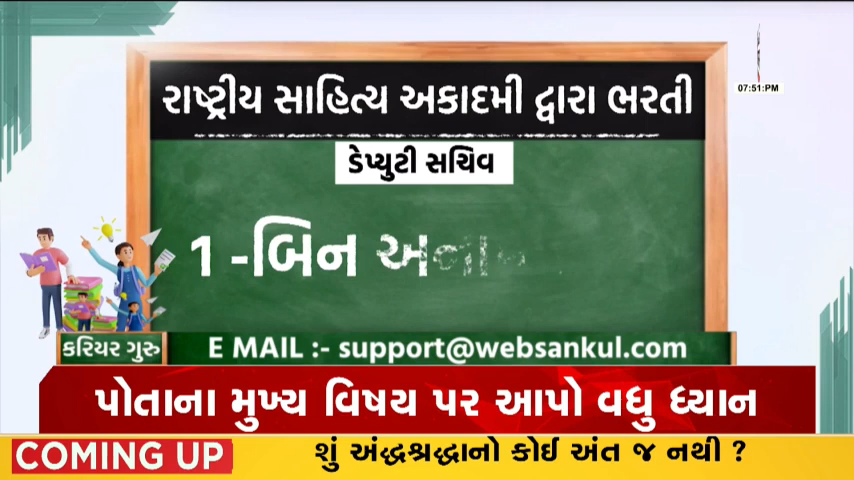 રાષ્ટ્રીય સાહિત્ય અકાદમી દ્વારા ભરતી
07:51:PM
ડેપ્યુટી સચિવ
1 -બિન
કરિયર ગુરુ
E MAIL :- support@websankul.com
પોતાના મુખ્ય વિષય પર આપો વધુ ધ્યાન
COMING UP
શું અંદ્ધશ્રદ્ધાનો કોઈ અંત જ નથી ?